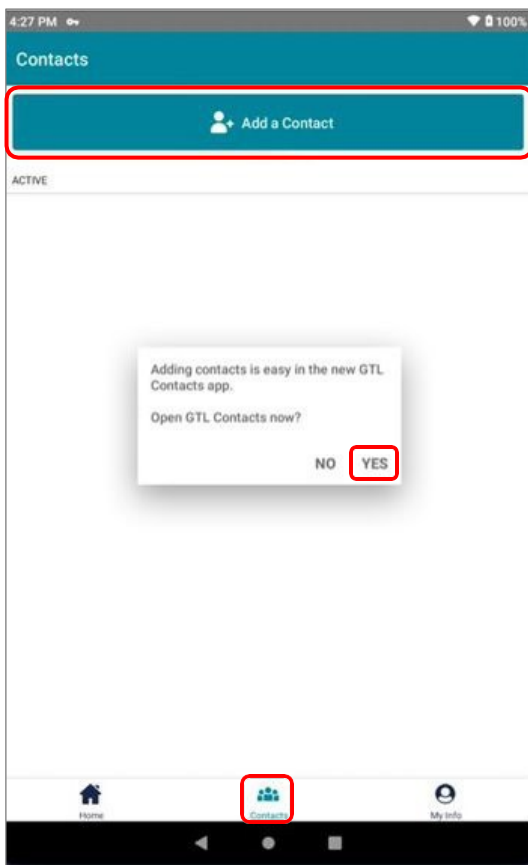 4:27 PM 100%
Contacts
Add a Contact
ACTIVE
Adding contacts is easy in the new GTL
Contacts app.
Open GTL Contacts now?
NO YES
Home Contacts My Info